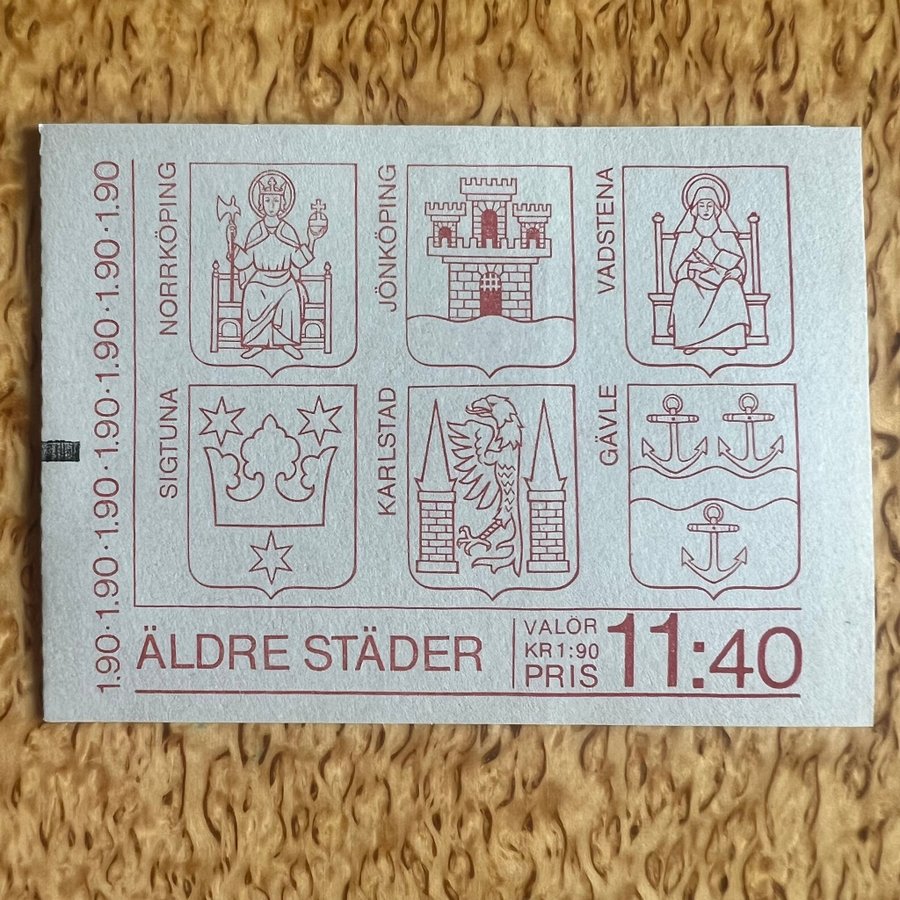 1.90·1.90·1.90·1.90·1.90·1.90·1.90
NORRKÖPING
JÖNKÖPING
VADSTENA
SIGTUNA
KARLSTAD
GÄVLE
ÄLDRE STÄDER
VALÖR
KR 1:90
PRIS 11:40